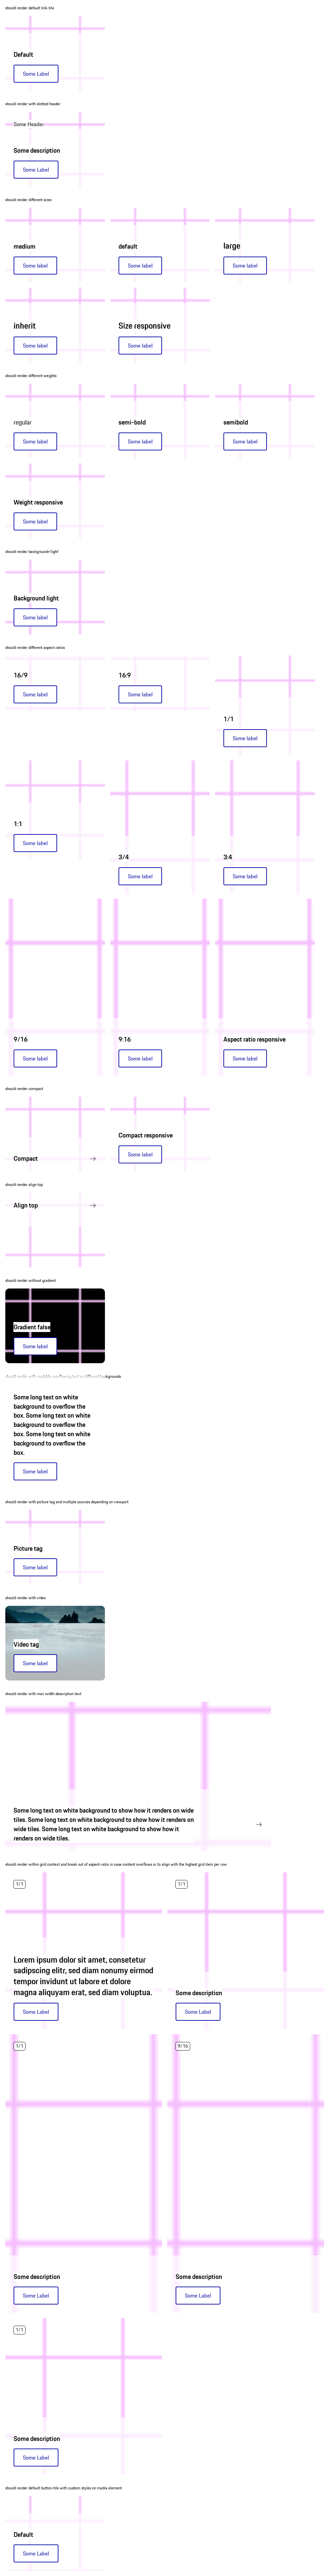 should render default link-tile
Default
Some Label
should render with slotted header
Some Header
Some description
Some Label
should render different sizes
medium
default
large
Some label
Some label
Some label
inherit
Size responsive
Some label
Some label
should render different weights
regular
semi-bold
semibold
Some label
Some label
Some label
Weight responsive
Some label
should render background=light
Background light
Some label
should render different aspect ratios
16/9
16:9
Some label
Some label
1/1
Some label
1:1
Some label
3/4
3:4
Some label
Some label
9/16
9:16
Aspect ratio responsive
Some label
Some label
Some label
should render compact
Compact
Compact responsive
Some label
should render align top
Align top
should render without gradient
Gradient false
Some label
should render with multiline overflowing text on different backgrounds
Some long text on white
background to overflow the
box. Some long text on white
background to overflow the
box. Some long text on white
background to overflow the
box.
Some label
should render with picture tag and multiple sources depending on viewport
Picture tag
Some label
should render with video
Video tag
Some label
should render with max width description text
Some long text on white background to show how it renders on wide
tiles. Some long text on white background to show how it renders on
wide tiles. Some long text on white background to show how it
renders on wide tiles.
should render within grid context and break out of aspect-ratio in case content overflows or to align with the highest grid item per row
1/1
1/1
Lorem ipsum dolor sit amet, consetetur
sadipscing elitr, sed diam nonumy eirmod
tempor invidunt ut labore et dolore
magna aliquyam erat, sed diam voluptua.
Some description
Some Label
Some Label
1/1
9/16
Some description
Some description
Some Label
Some Label
1/1
Some description
Some Label
should render default button-tile with custom styles on media element
Default
Some Label